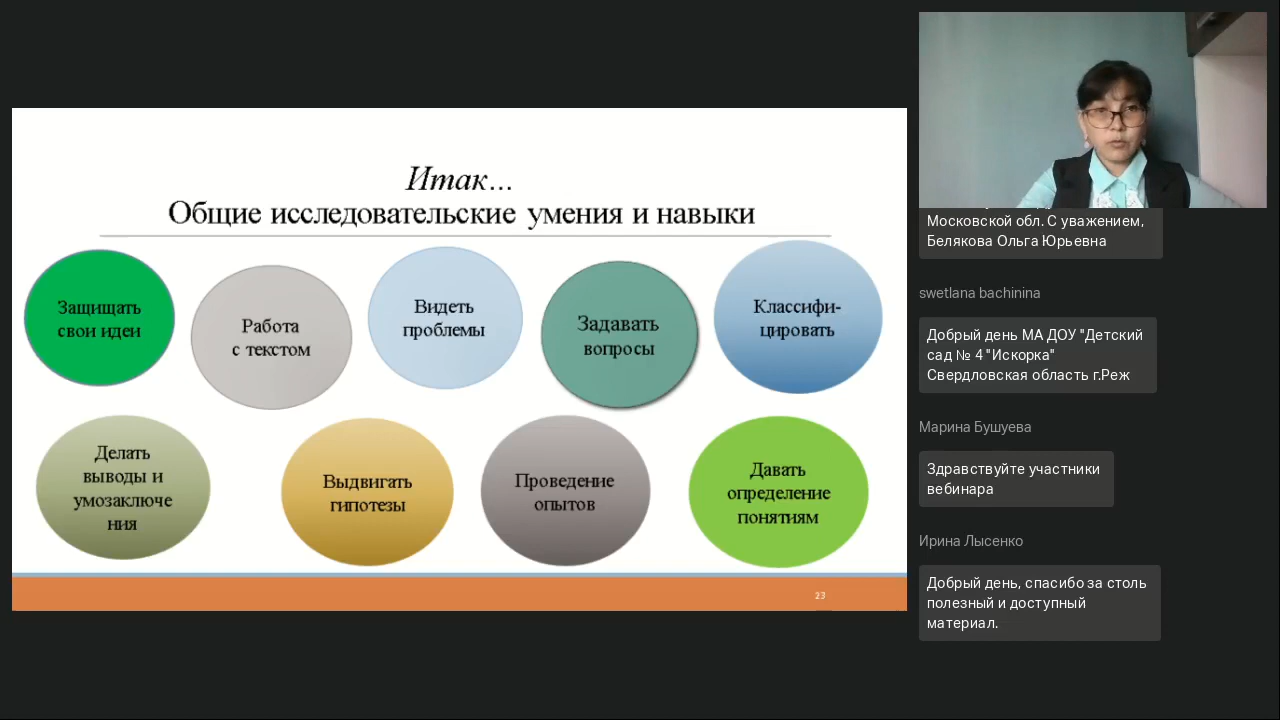 Итак...
Общие исследовательские умения и навыки
Защищать
свои идеи
Работа
с текстом
Видеть
проблемы
Задавать
вопросы
Классифи-
цировать
Делать
выводы и
умозаключе
ния
Выдвигать
гипотезы
Проведение
опытов
Давать
определение
понятиям
23
Московской обл. С уважением,
Белякова Ольга Юрьевна
swetlana bachinina
Добрый день МА ДОУ "Детский
сад № 4 "Искорка"
Свердловская область г.Реж
Марина Бушуева
Здравствуйте участники
вебинара
Ирина Лысенко
Добрый день, спасибо за столь
полезный и доступный
материал.